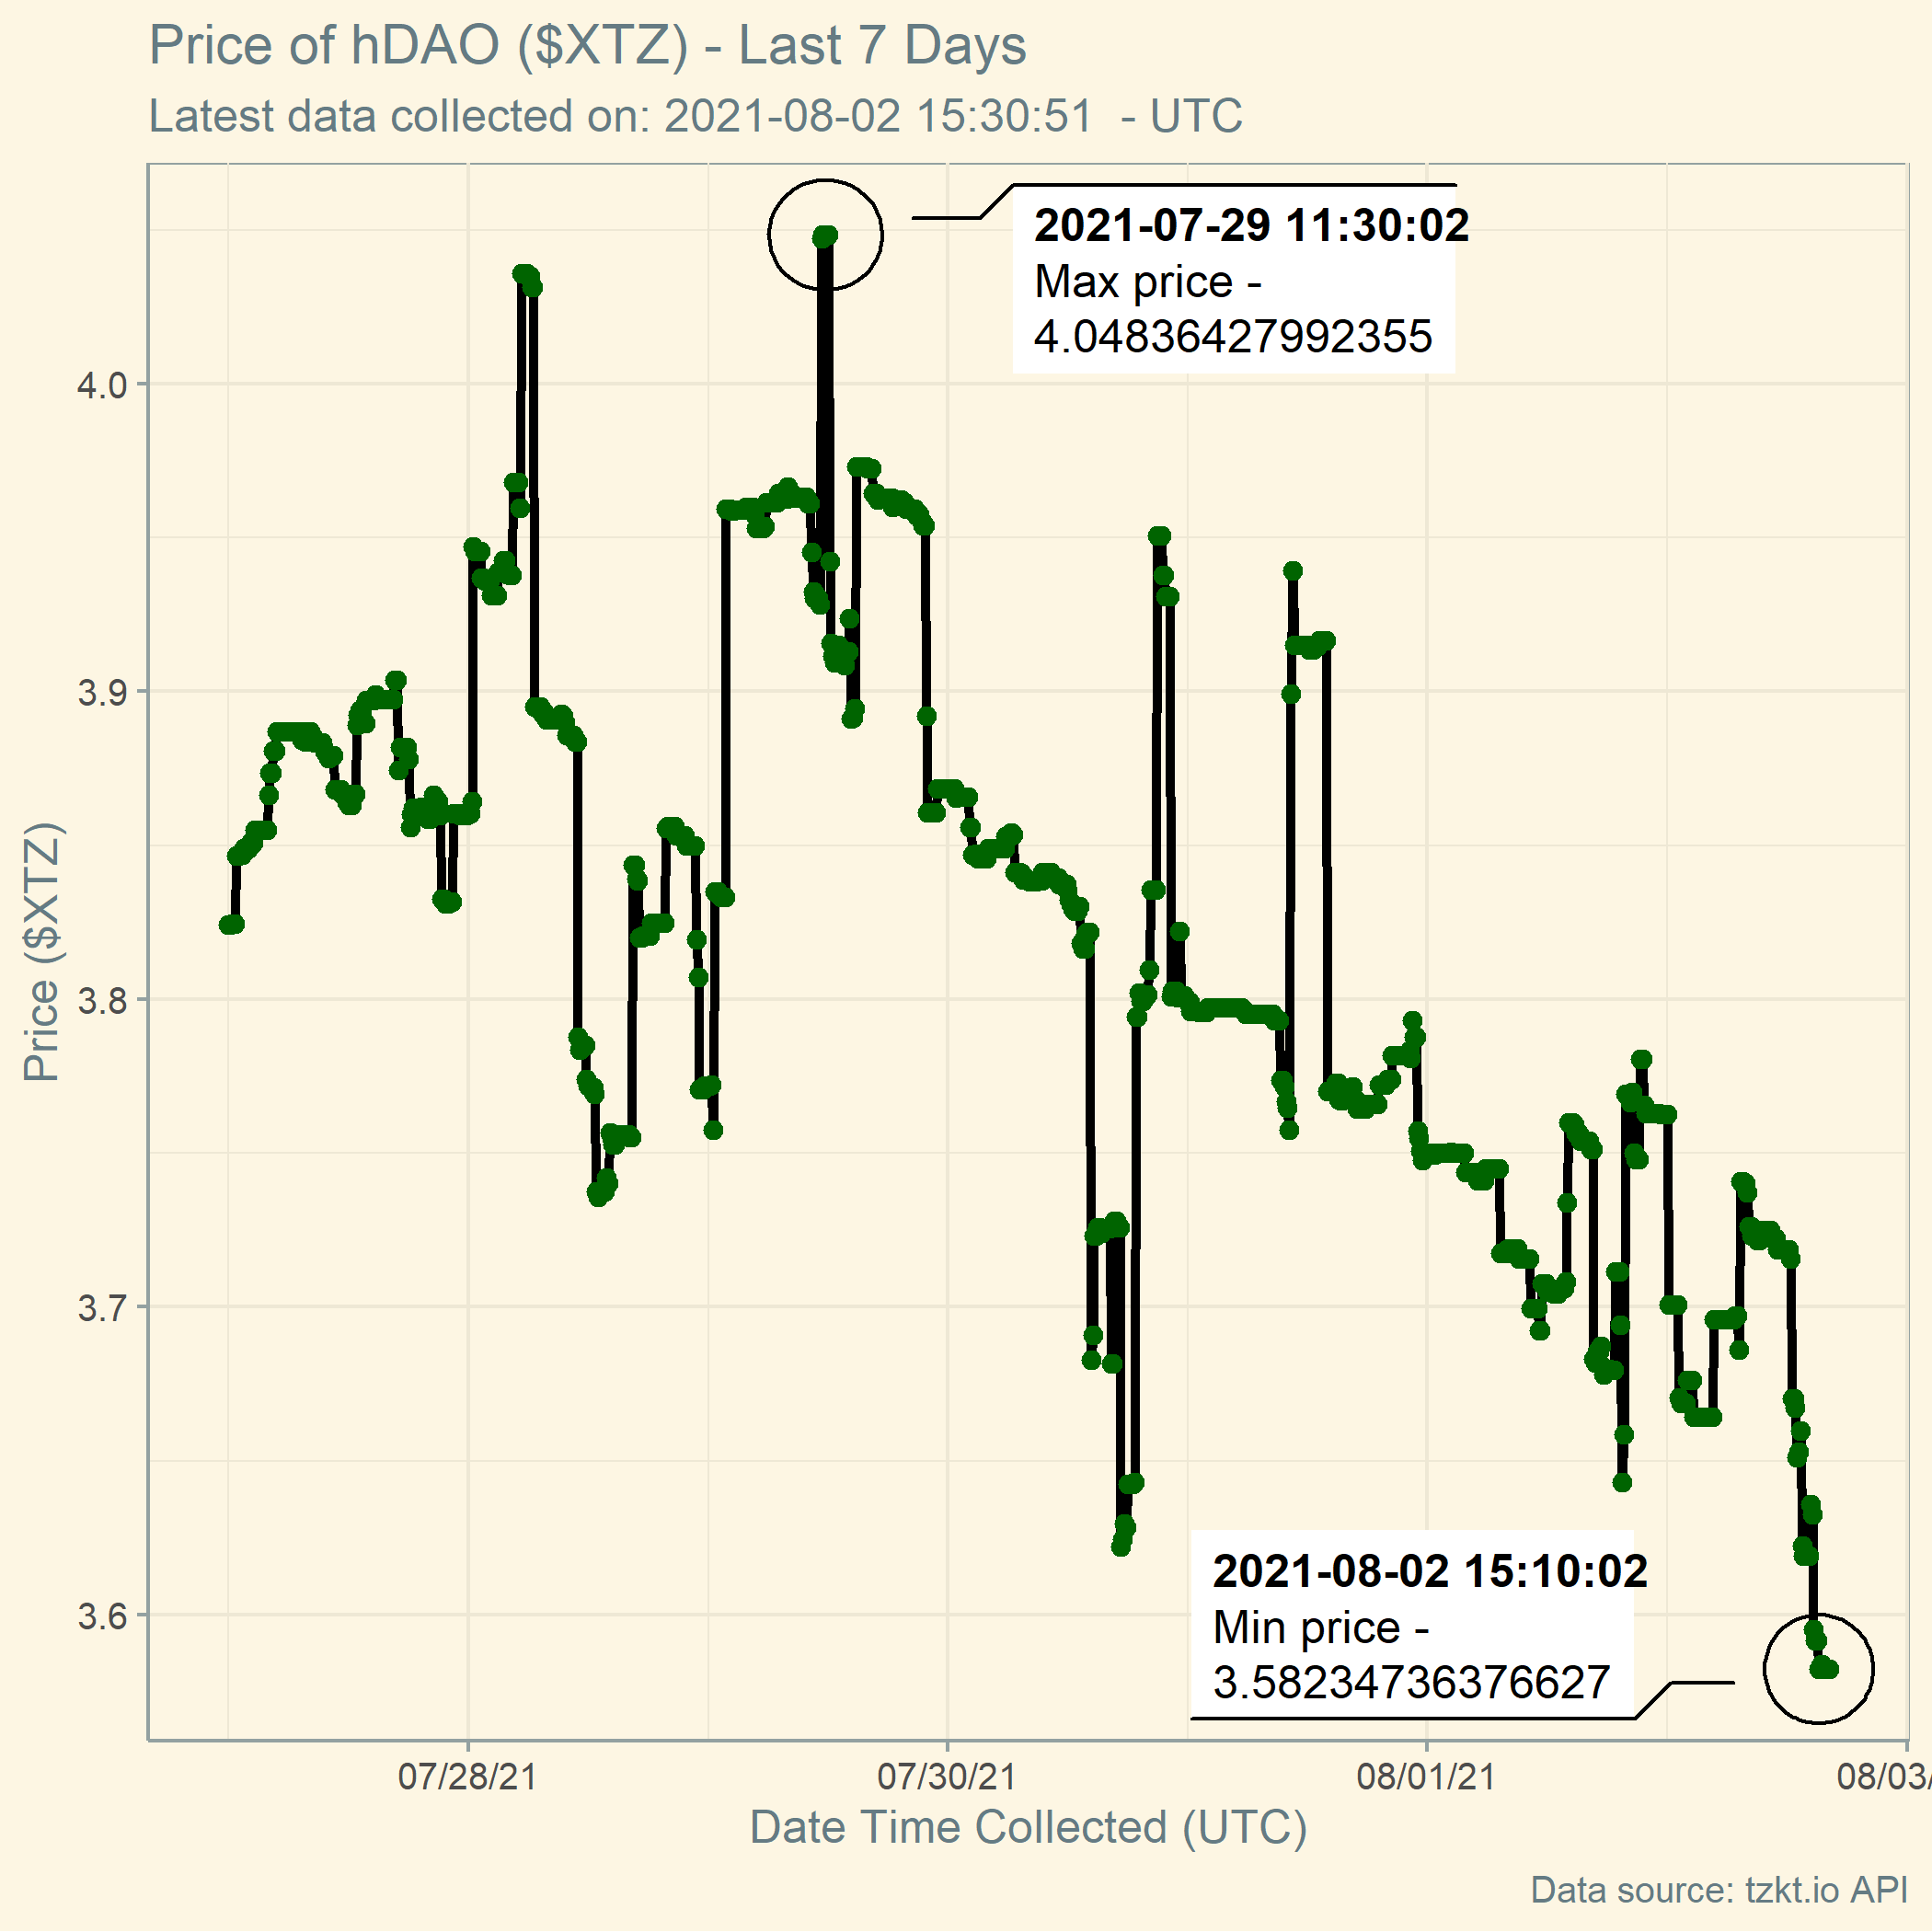 Price of hDAO ($XTZ) - Last 7 Days
Latest data collected on: 2021-08-02 15:30:51  - UTC
2021-07-29 11:30:02
Max price -
4.04836427992355
4.0
3.9
3.8
3.7
3.6
Price ($XTZ)
2021-08-02 15:10:02
Min price -
3.58234736376627
07/28/21
07/30/21
08/01/21
08/03/
Date Time Collected (UTC)
Data source: tzkt.io API